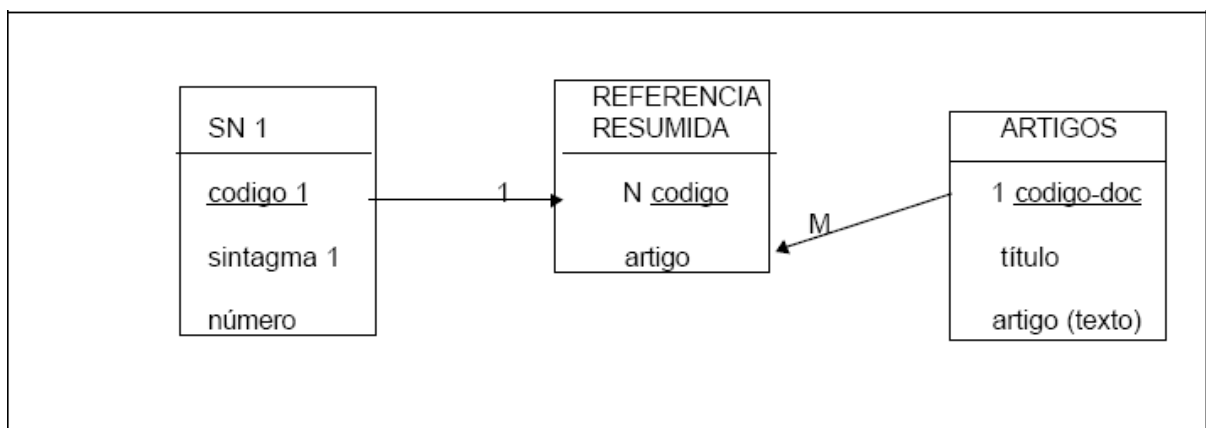 SN 1
codigo 1
sintagma 1
número
1
REFERENCIA
RESUMIDA
N codigo
artigo
M
ARTIGOS
1 codigo-doc
título
artigo (texto)